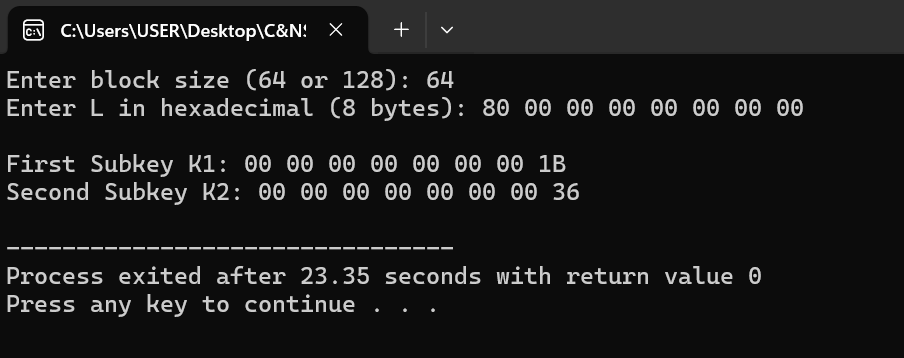 C:\Users\USER\Desktop\C&N
Enter block size (64 or 128): 64
Enter L in hexadecimal (8 bytes): 80 00 00 00 00 00 00 00
First Subkey K1: 00 00 00 00 00 00 00 1B
Second Subkey K2: 00 00 00 00 00 00 00 36
--------------------------------
Process exited after 23.35 seconds with return value 0
Press any key to continue . . .